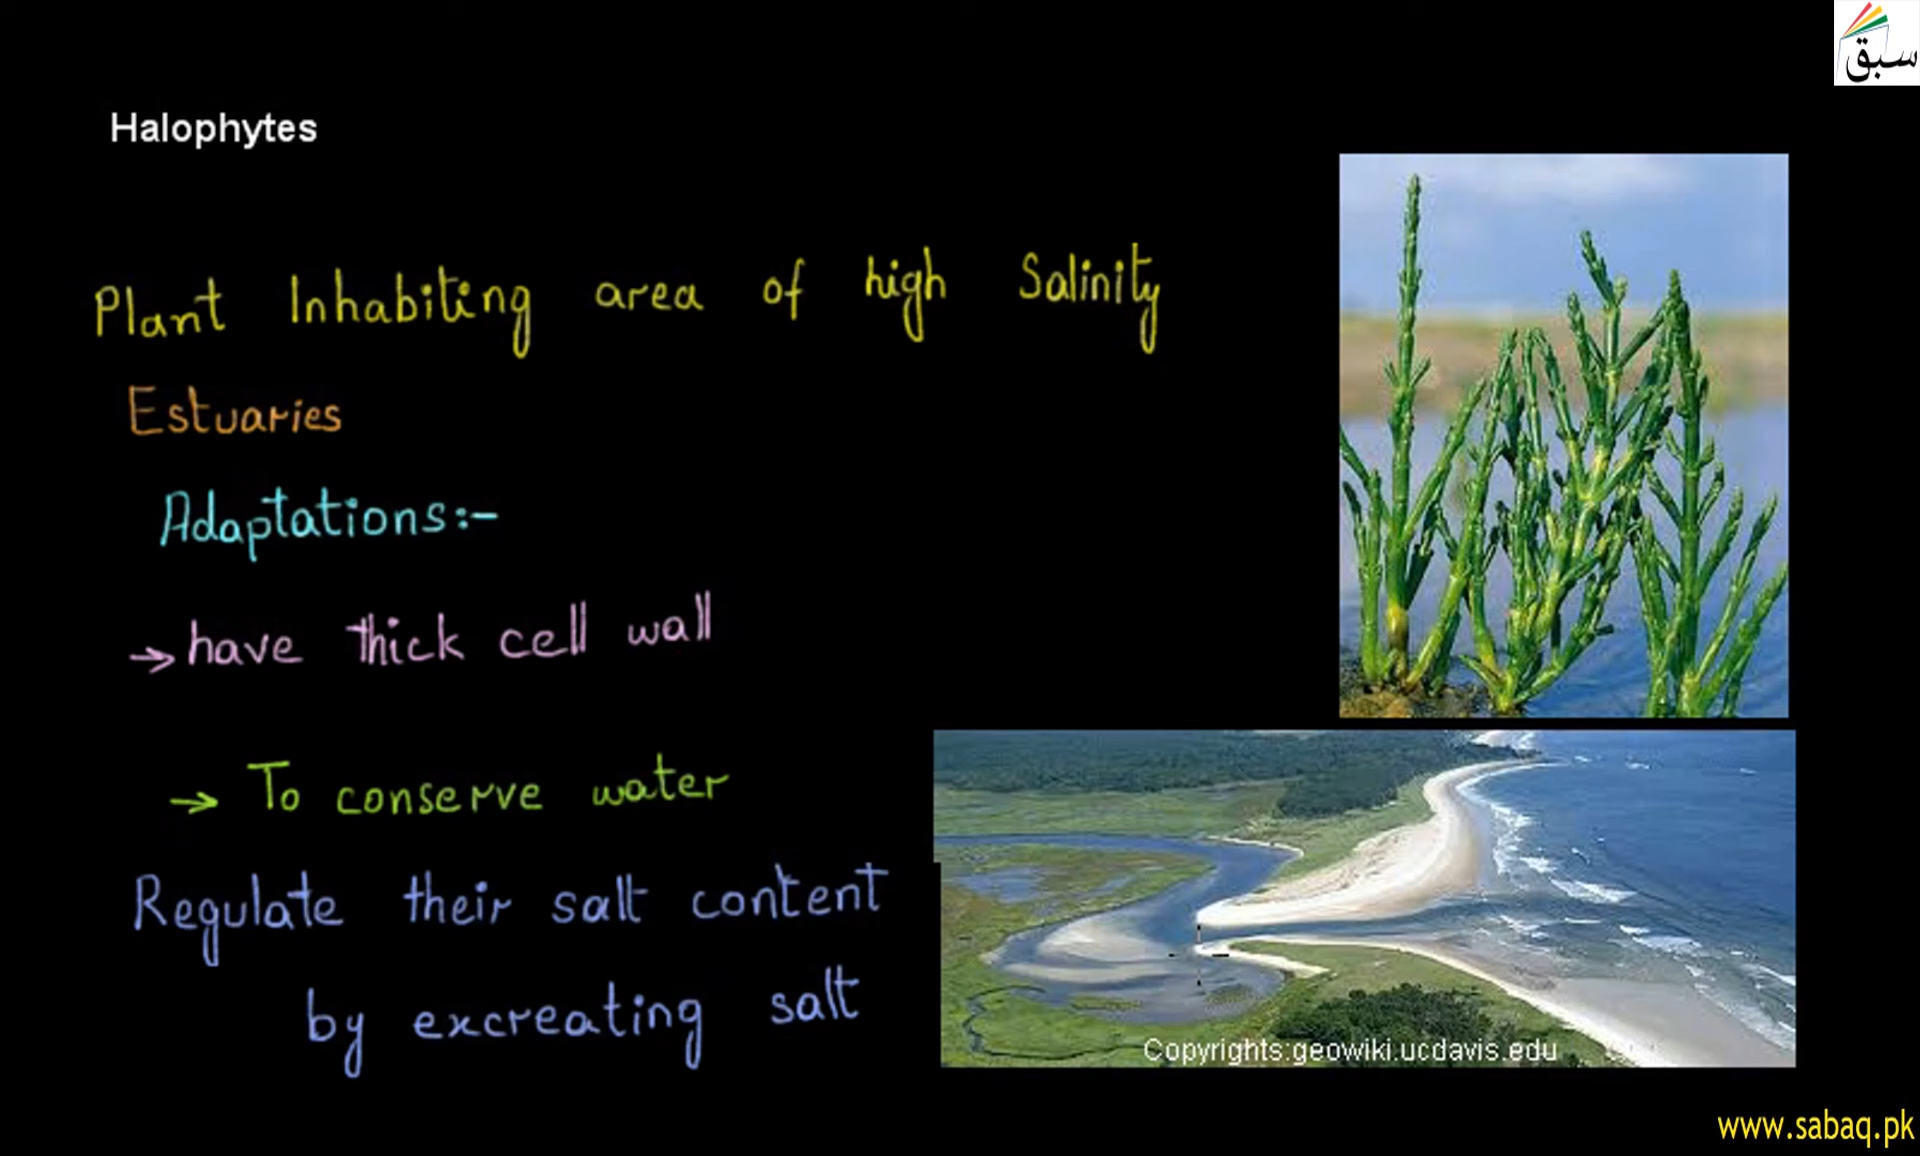 سبق
Halophytes
Plant Inhabiting area of high Salinity
Estuaries
Adaptations:-
→ have thick cell wall
→ To conserve water
Regulate their salt content
by excreating salt
Copyrights:geowiki.ucdavis.edu
www.sabaq.pk